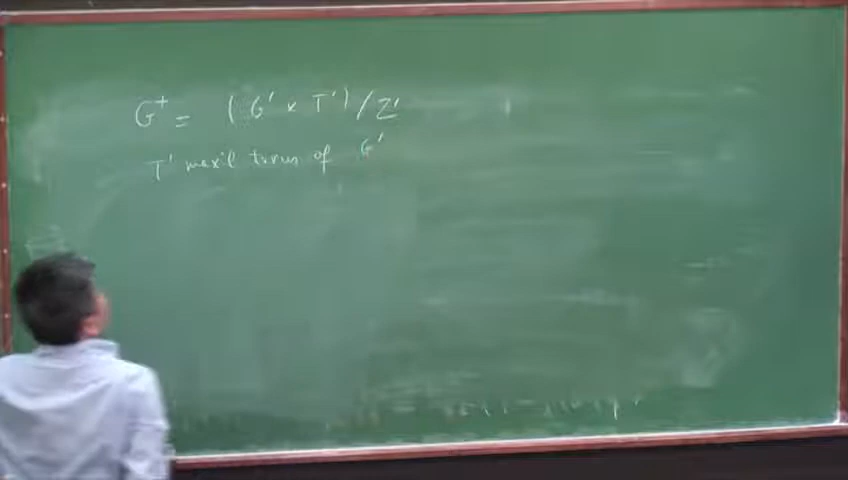 G⁺ = (G' × T') / Z'
T' max'l torus of G'